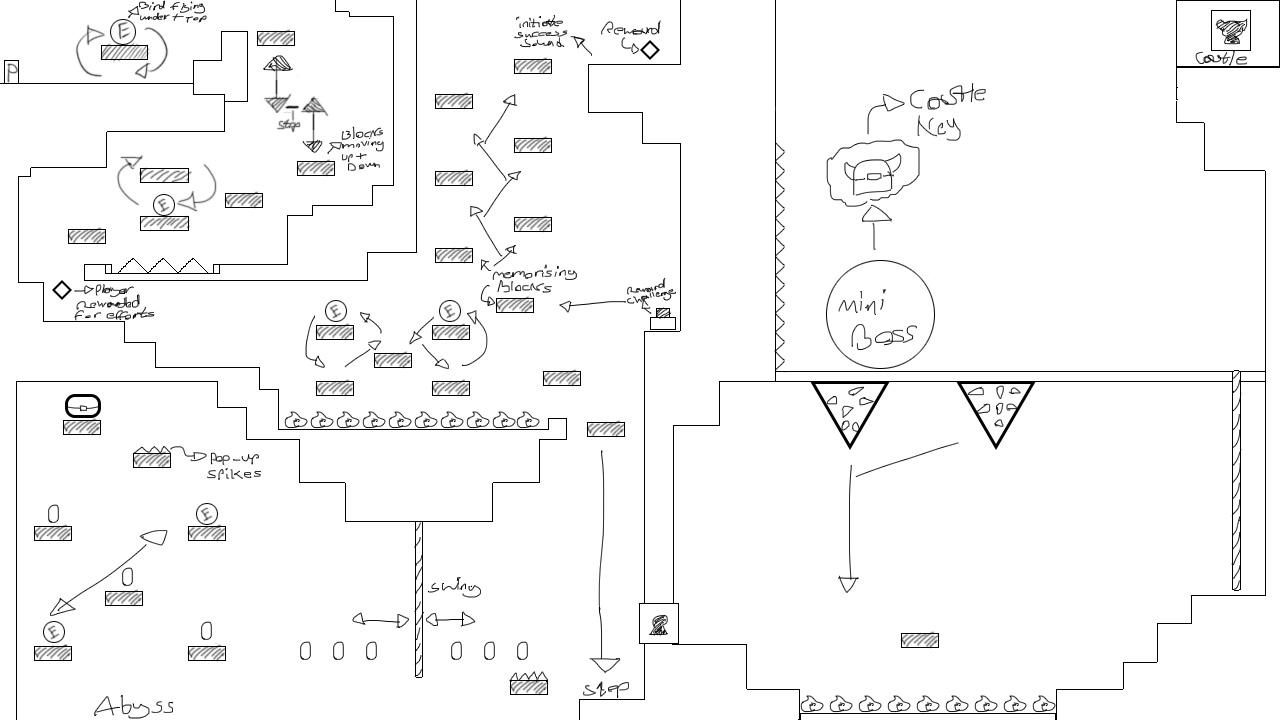 Bird flying
under + Top
E
P
Stop
Blocks
moving
up +
Down
E
Player
Rewarded
for efforts
initiate
success
sound
Reward
memorising
Blocks
Reward
challenge
E
E
Pop-up
spikes
E
E
swing
Abyss
stop
Castle
Castle
Key
Mini
Boss